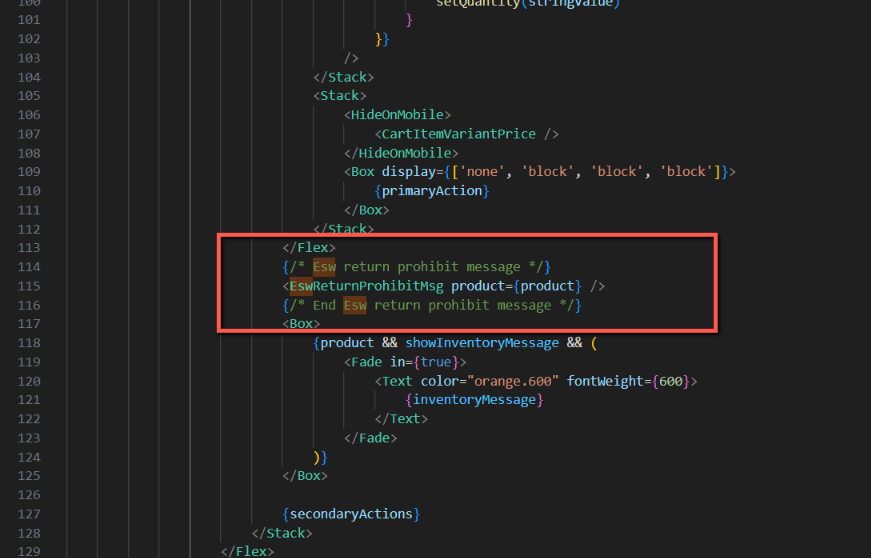 100 setQuantity(stringValue)
101 }
102 }}
103 />
104 </Stack>
105 <Stack>
106 <HideOnMobile>
107 <CartItemVariantPrice />
108 </HideOnMobile>
109 <Box display={['none', 'block', 'block', 'block']}>
110 {primaryAction}
111 </Box>
112 </Stack>
113 </Flex>
114 {/* Esw return prohibit message */}
115 <EswReturnProhibitMsg product={product} />
116 {/* End Esw return prohibit message */}
117 <Box>
118 {product && showInventoryMessage && (
119 <Fade in={true}>
120 <Text color="orange.600" fontWeight={600}>
121 {inventoryMessage}
122 </Text>
123 </Fade>
124 )}
125 </Box>
126
127 {secondaryActions}
128 </Stack>
129 </Flex>